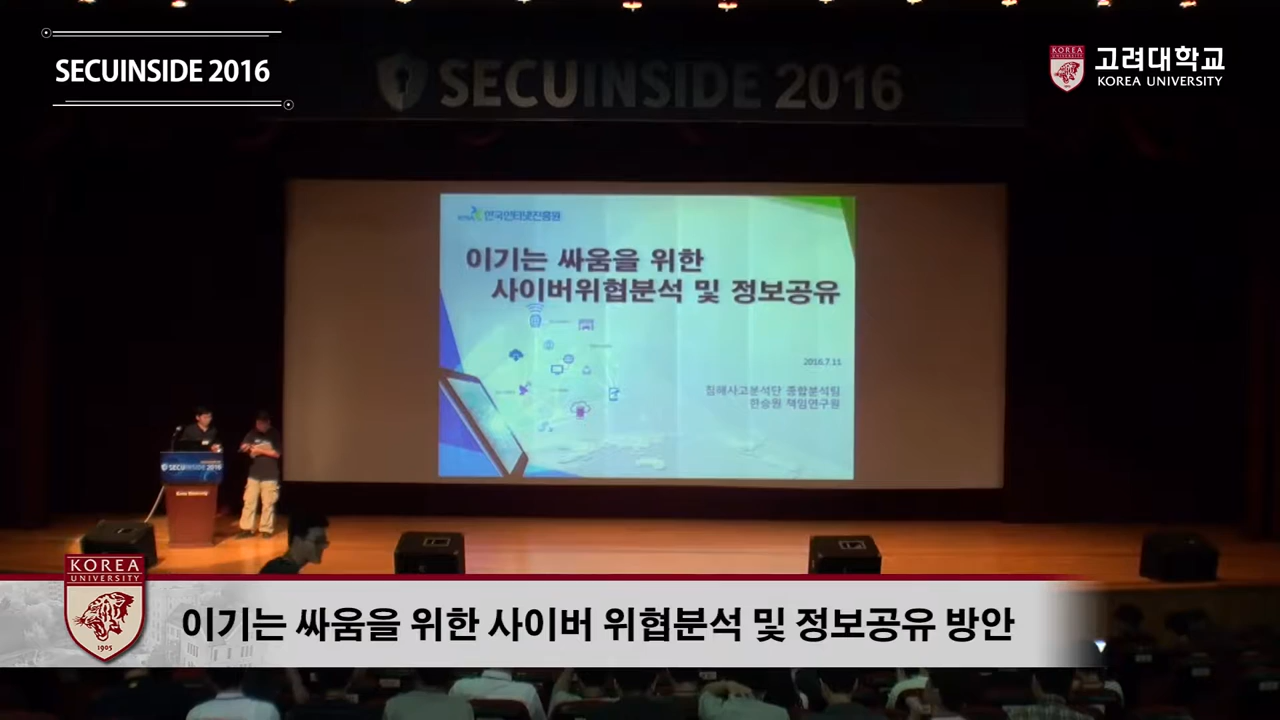 SECUINSIDE 2016
KOREA
고려대학교
KOREA UNIVERSITY
SECUINSIDE 2016
한국인터넷진흥원
이기는 싸움을 위한
사이버위협분석 및 정보공유
2016.7.11
침해사고분석단 종합분석팀
한승원 책임연구원
SECUINSIDE 2016
KOREA
UNIVERSITY
1905
이기는 싸움을 위한 사이버 위협분석 및 정보공유 방안